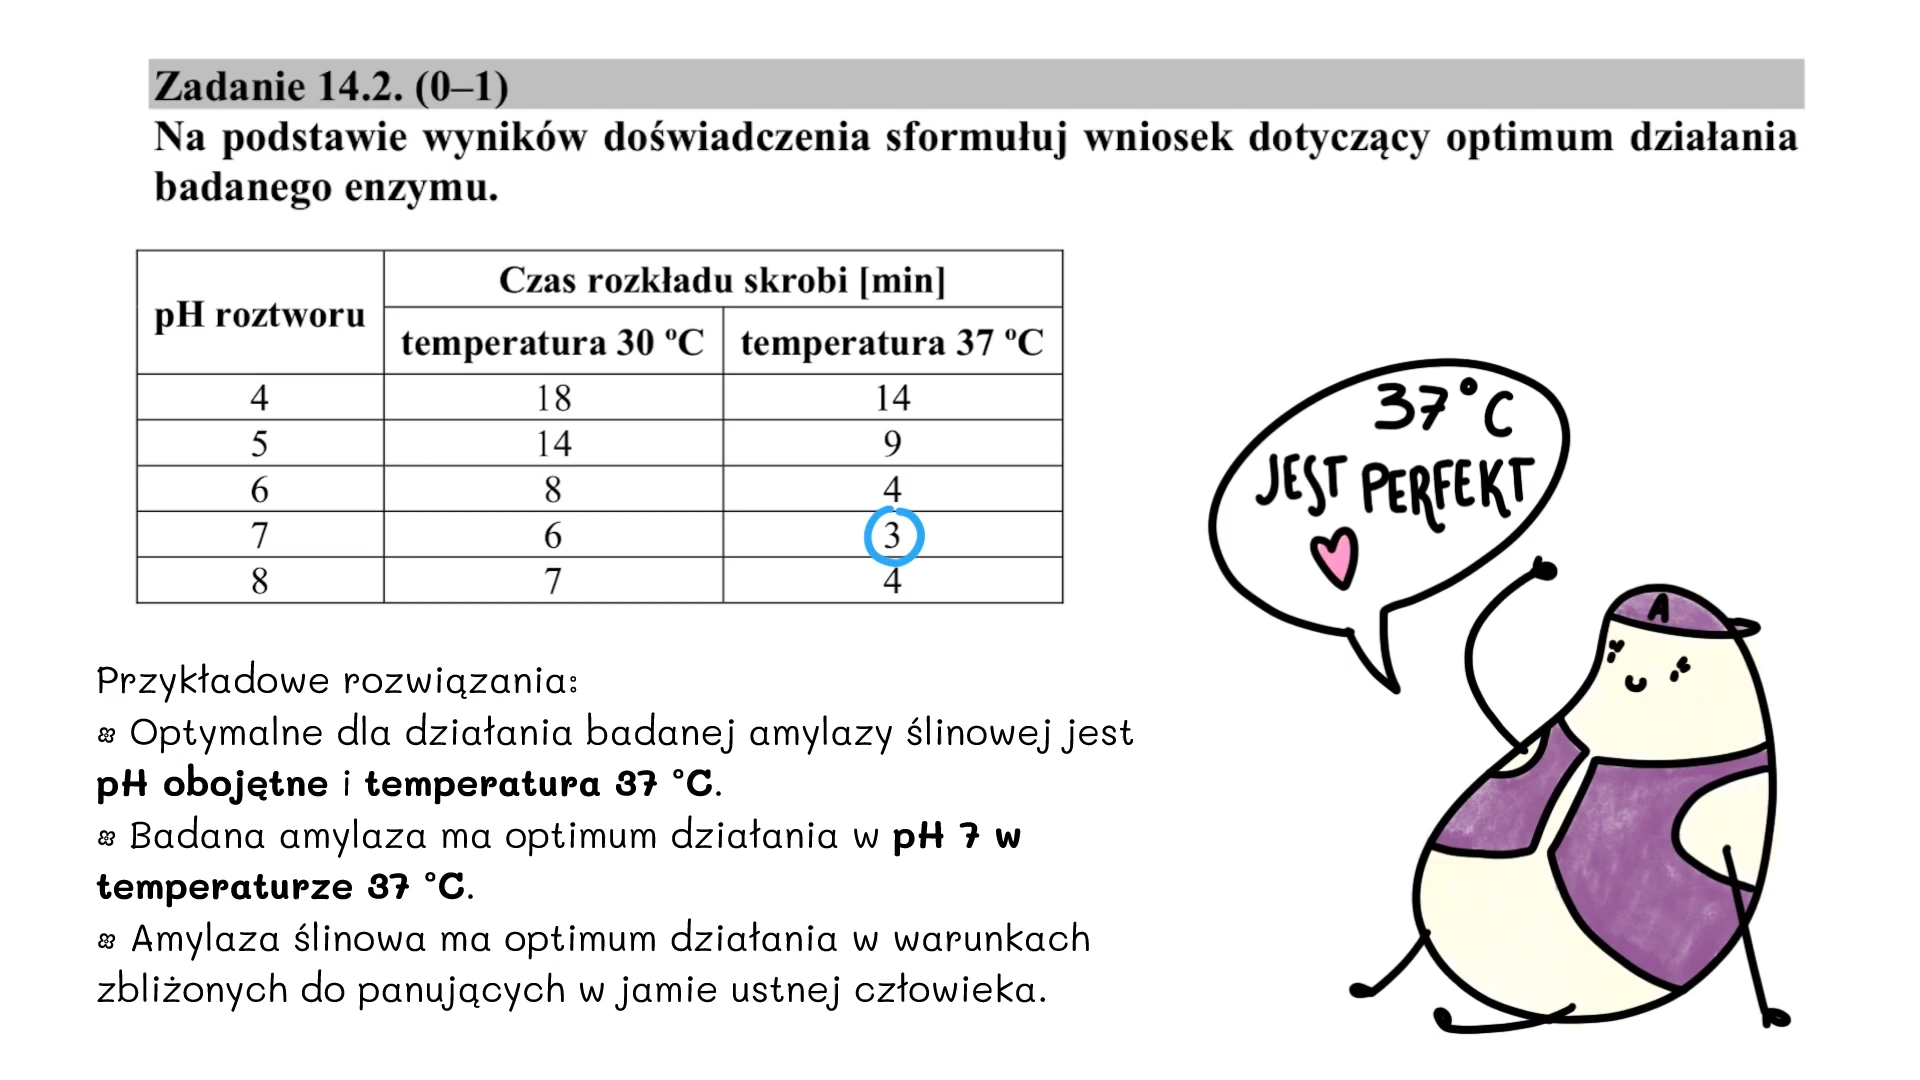 Zadanie 14.2. (0–1)
Na podstawie wyników doświadczenia sformułuj wniosek dotyczący optimum działania
badanego enzymu.
pH roztworu
Czas rozkładu skrobi [min]
temperatura 30 ºC temperatura 37 ºC
4 18 14
5 14 9
6 8 4
7 6 3
8 7 4
37°C
JEST PERFEKT
A
Przykładowe rozwiązania:
Optymalne dla działania badanej amylazy ślinowej jest
pH obojętne i temperatura 37 °C.
Badana amylaza ma optimum działania w pH 7 w
temperaturze 37 °C.
Amylaza ślinowa ma optimum działania w warunkach
zbliżonych do panujących w jamie ustnej człowieka.